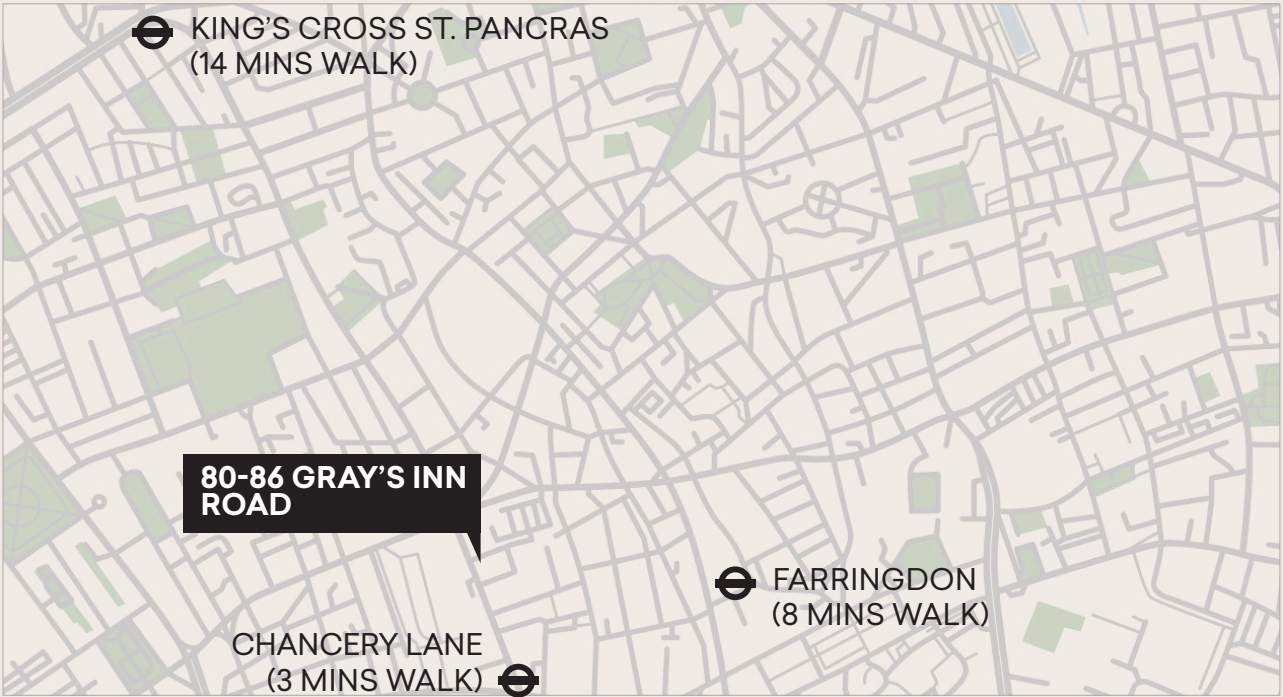 KING'S CROSS ST. PANCRAS
(14 MINS WALK)
80-86 GRAY'S INN
ROAD
FARRINGDON
(8 MINS WALK)
CHANCERY LANE
(3 MINS WALK)